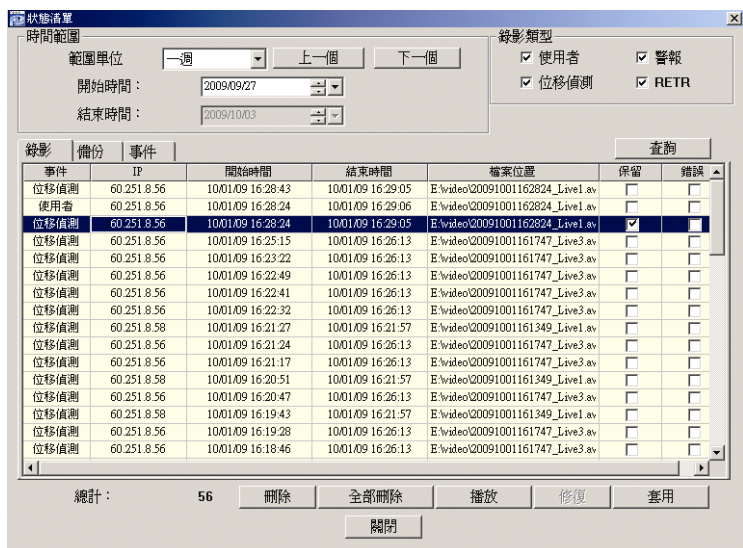 狀態清單
時間範圍
範圍單位 一週 上一個 下一個
開始時間： 2009/09/27
結束時間： 2009/10/03
錄影類型
使用者 警報
位移偵測 RETR
錄影 備份 事件 查詢
事件 IP 開始時間 結束時間 檔案位置 保留 錯誤
位移偵測 60.251.8.56 10/01/09 16:28:43 10/01/09 16:29:05 E:\video\20091001162824_Live1.av
使用者 60.251.8.56 10/01/09 16:28:24 10/01/09 16:29:06 E:\video\20091001162824_Live1.av
位移偵測 60.251.8.56 10/01/09 16:28:24 10/01/09 16:29:05 E:\video\20091001162824_Live1.av
位移偵測 60.251.8.56 10/01/09 16:25:15 10/01/09 16:26:13 E:\video\20091001161747_Live3.av
位移偵測 60.251.8.56 10/01/09 16:23:22 10/01/09 16:26:13 E:\video\20091001161747_Live3.av
位移偵測 60.251.8.56 10/01/09 16:22:49 10/01/09 16:26:13 E:\video\20091001161747_Live3.av
位移偵測 60.251.8.56 10/01/09 16:22:41 10/01/09 16:26:13 E:\video\20091001161747_Live3.av
位移偵測 60.251.8.56 10/01/09 16:22:32 10/01/09 16:26:13 E:\video\20091001161747_Live3.av
位移偵測 60.251.8.58 10/01/09 16:21:27 10/01/09 16:21:57 E:\video\20091001161349_Live1.av
位移偵測 60.251.8.56 10/01/09 16:21:24 10/01/09 16:26:13 E:\video\20091001161747_Live3.av
位移偵測 60.251.8.56 10/01/09 16:21:17 10/01/09 16:26:13 E:\video\20091001161747_Live3.av
位移偵測 60.251.8.58 10/01/09 16:20:51 10/01/09 16:21:57 E:\video\20091001161349_Live1.av
位移偵測 60.251.8.56 10/01/09 16:20:47 10/01/09 16:26:13 E:\video\20091001161747_Live3.av
位移偵測 60.251.8.58 10/01/09 16:19:43 10/01/09 16:21:57 E:\video\20091001161349_Live1.av
位移偵測 60.251.8.56 10/01/09 16:19:28 10/01/09 16:26:13 E:\video\20091001161747_Live3.av
位移偵測 60.251.8.56 10/01/09 16:18:46 10/01/09 16:26:13 E:\video\20091001161747_Live3.av
總計： 56 刪除 全部刪除 播放 修復 套用
關閉